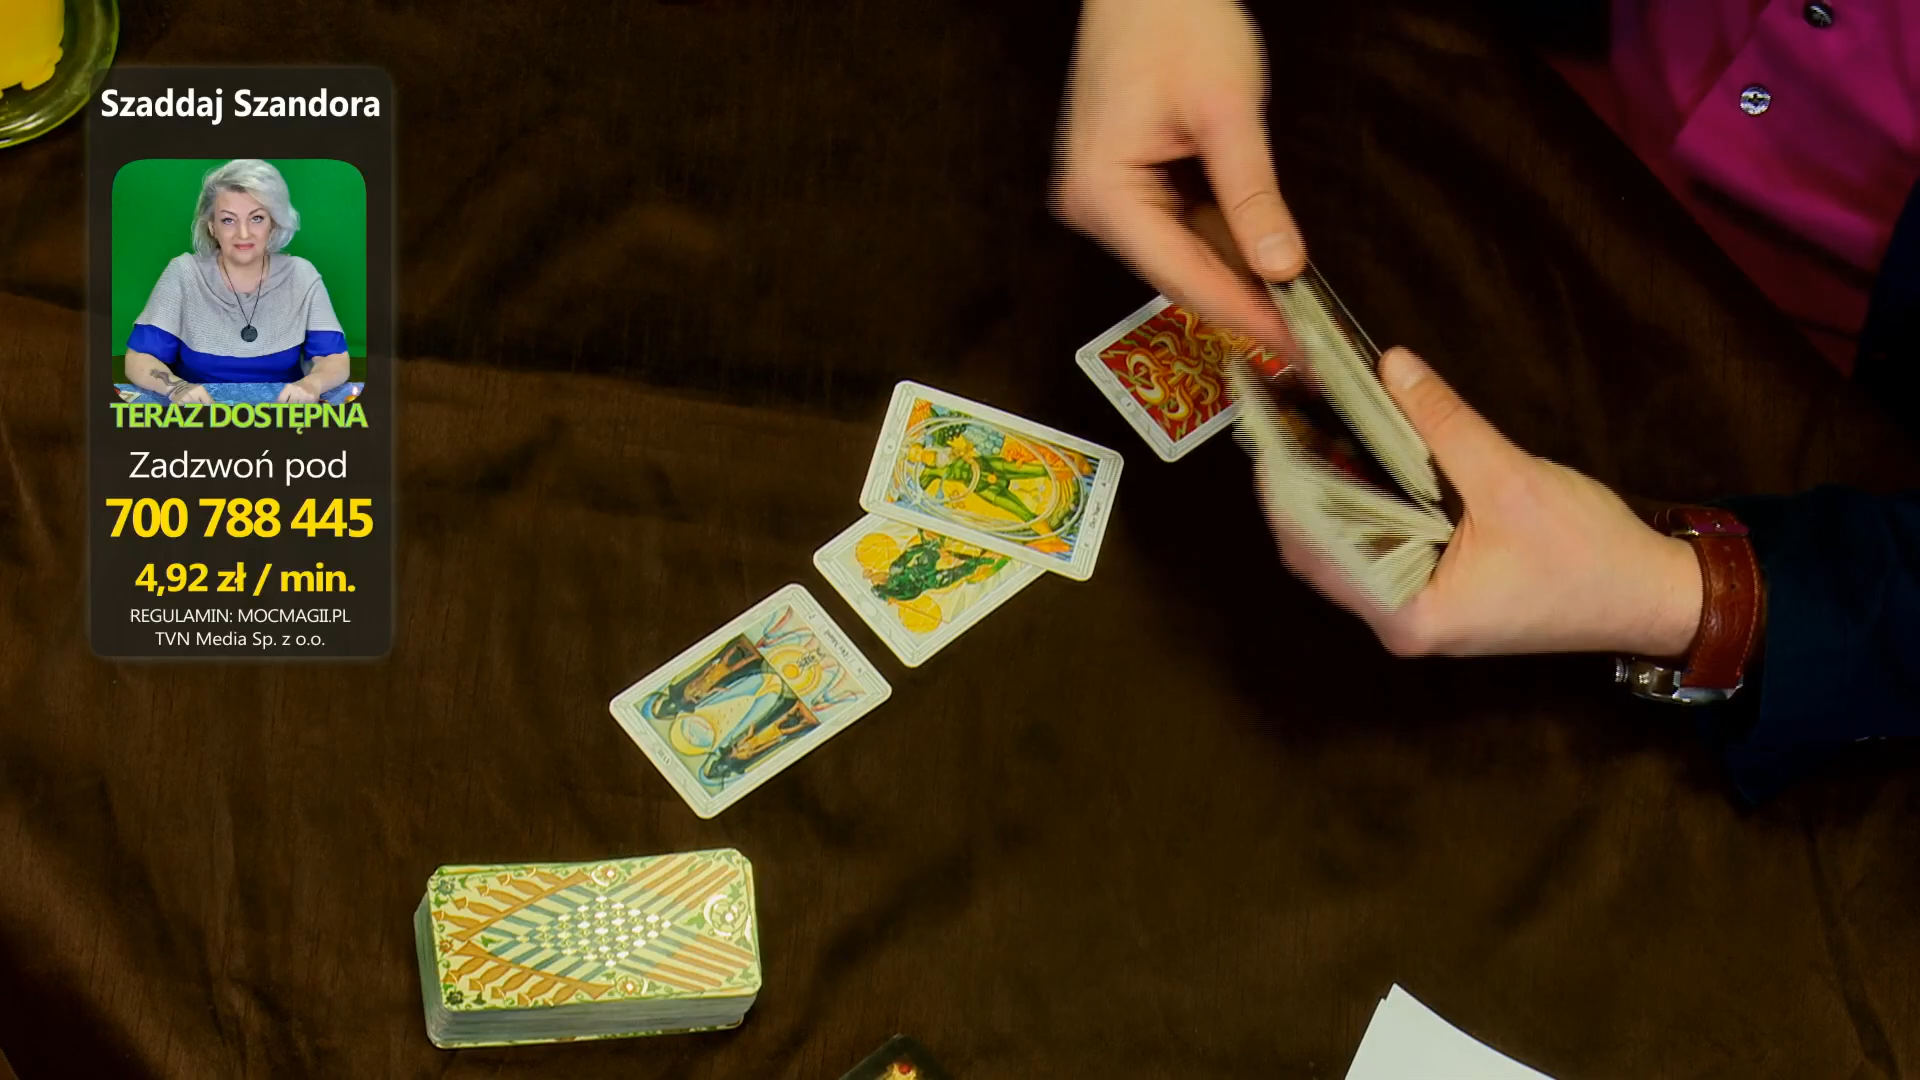 Szaddaj Szandora
TERAZ DOSTĘPNA
Zadzwoń pod
700 788 445
4,92 zł / min.
REGULAMIN: MOCMAGII.PL
TVN Media Sp. z o.o.